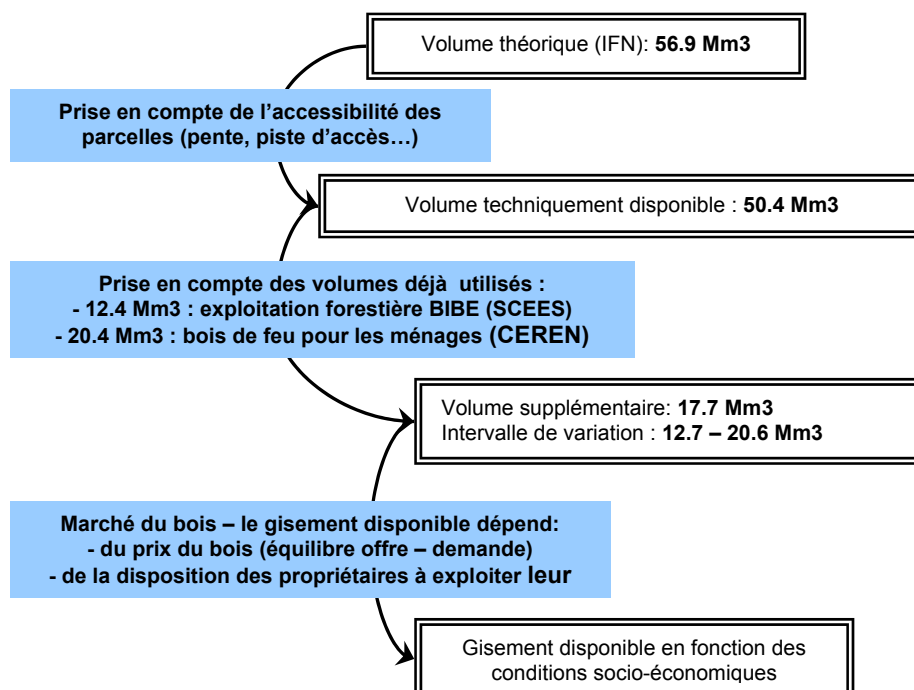 Volume théorique (IFN): 56.9 Mm3
Prise en compte de l’accessibilité des
parcelles (pente, piste d’accès…)
Volume techniquement disponible : 50.4 Mm3
Prise en compte des volumes déjà utilisés :
- 12.4 Mm3 : exploitation forestière BIBE (SCEES)
- 20.4 Mm3 : bois de feu pour les ménages (CEREN)
Volume supplémentaire: 17.7 Mm3
Intervalle de variation : 12.7 – 20.6 Mm3
Marché du bois – le gisement disponible dépend:
- du prix du bois (équilibre offre – demande)
- de la disposition des propriétaires à exploiter leur
Gisement disponible en fonction des
conditions socio-économiques